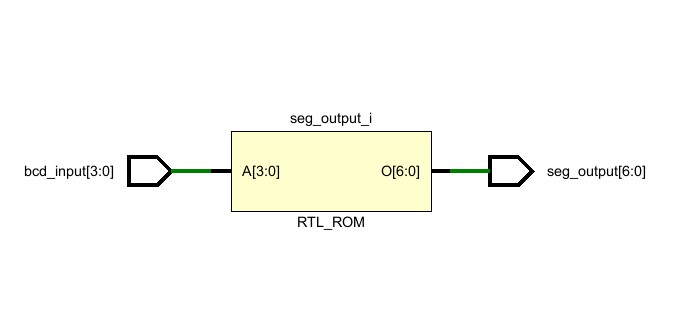 seg_output_i
bcd_input[3:0]
A[3:0]
O[6:0]
seg_output[6:0]
RTL_ROM